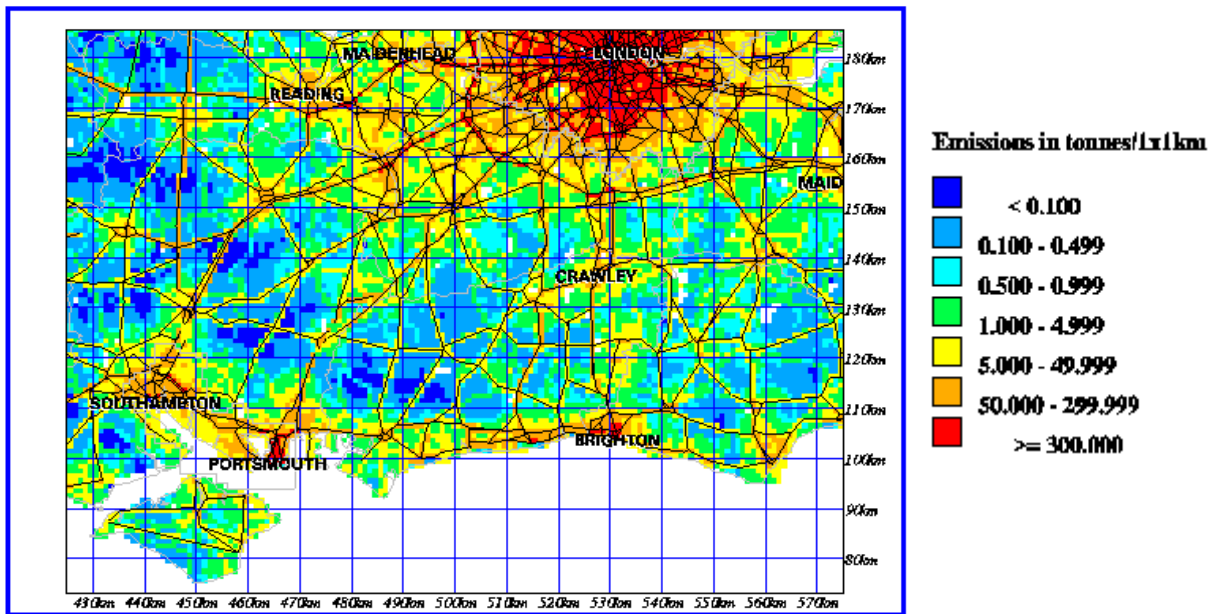 MAIDENHEAD
LONDON
180km
READING
170km
160km
MAID
150km
140km
CRAWLEY
130km
120km
SOUTHAMPTON
110km
BRIGHTON
PORTSMOUTH
100km
90km
80km
430km 440km 450km 460km 470km 480km 490km 500km 510km 520km 530km 540km 550km 560km 570km
Emissions in tonnes/1x1km
< 0.100
0.100 - 0.499
0.500 - 0.999
1.000 - 4.999
5.000 - 49.999
50.000 - 299.999
>= 300.000